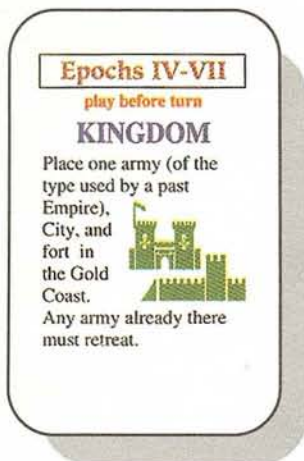 Epochs IV-VII
play before turn
KINGDOM
Place one army (of the
type used by a past
Empire),
City, and
fort in
the Gold
Coast.
Any army already there
must retreat.